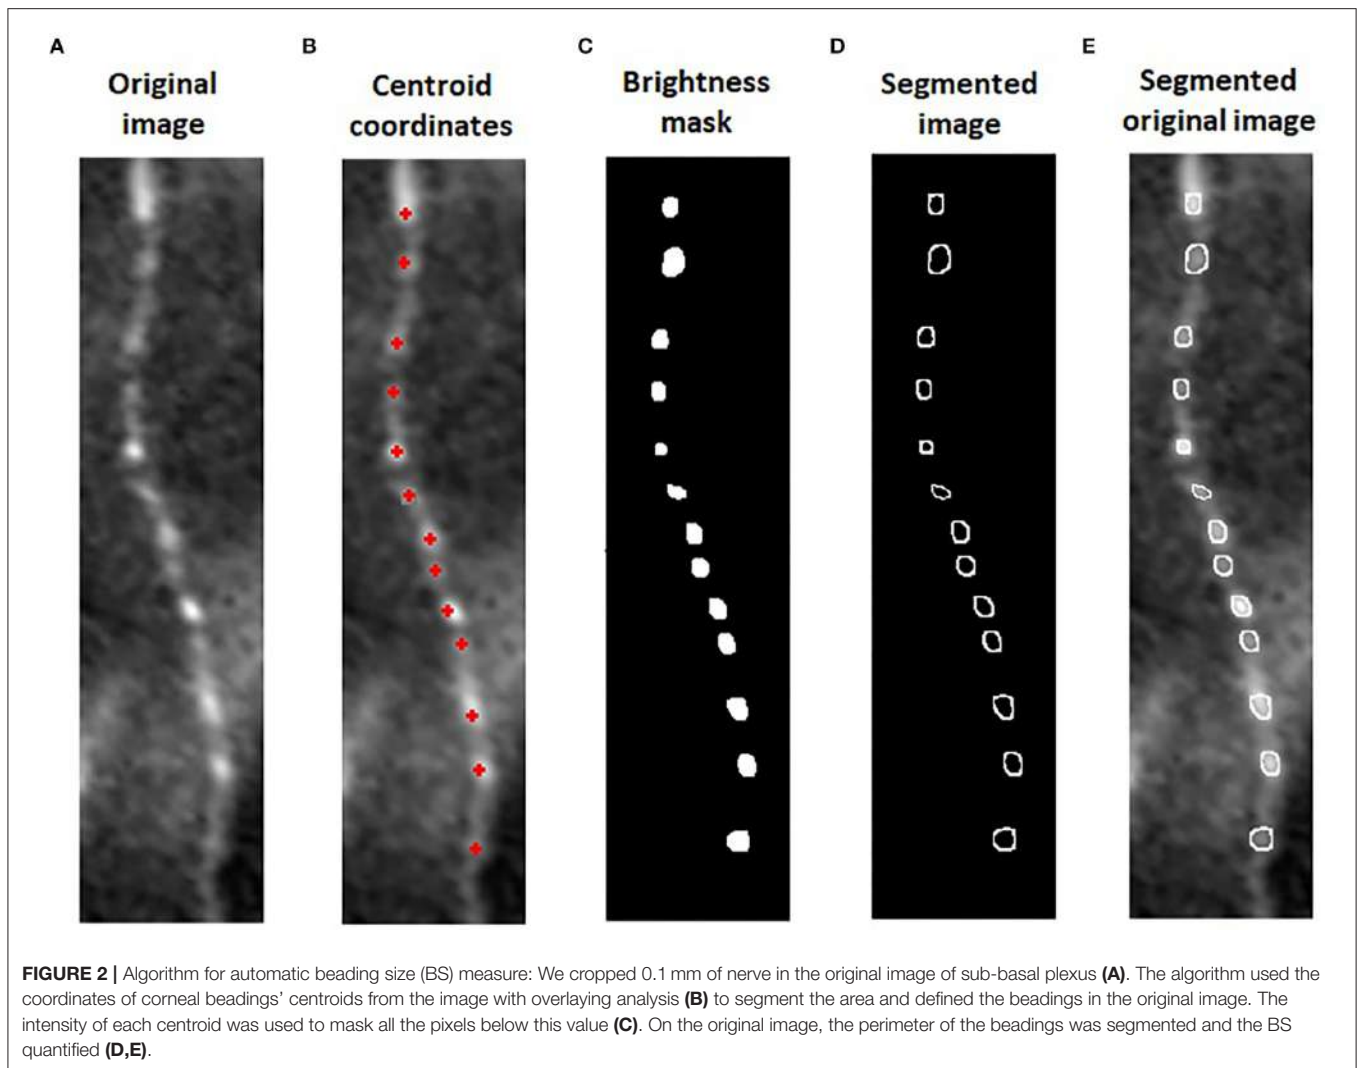 A
B
C
D
E
Original
image
Centroid
coordinates
Brightness
mask
Segmented
image
Segmented
original image
FIGURE 2 | Algorithm for automatic beading size (BS) measure: We cropped 0.1 mm of nerve in the original image of sub-basal plexus (A). The algorithm used the
coordinates of corneal beadings' centroids from the image with overlaying analysis (B) to segment the area and defined the beadings in the original image. The
intensity of each centroid was used to mask all the pixels below this value (C). On the original image, the perimeter of the beadings was segmented and the BS
quantified (D,E).